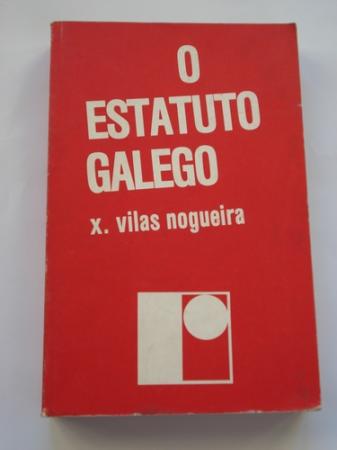 O
ESTATUTO
GALEGO
x. vilas nogueira